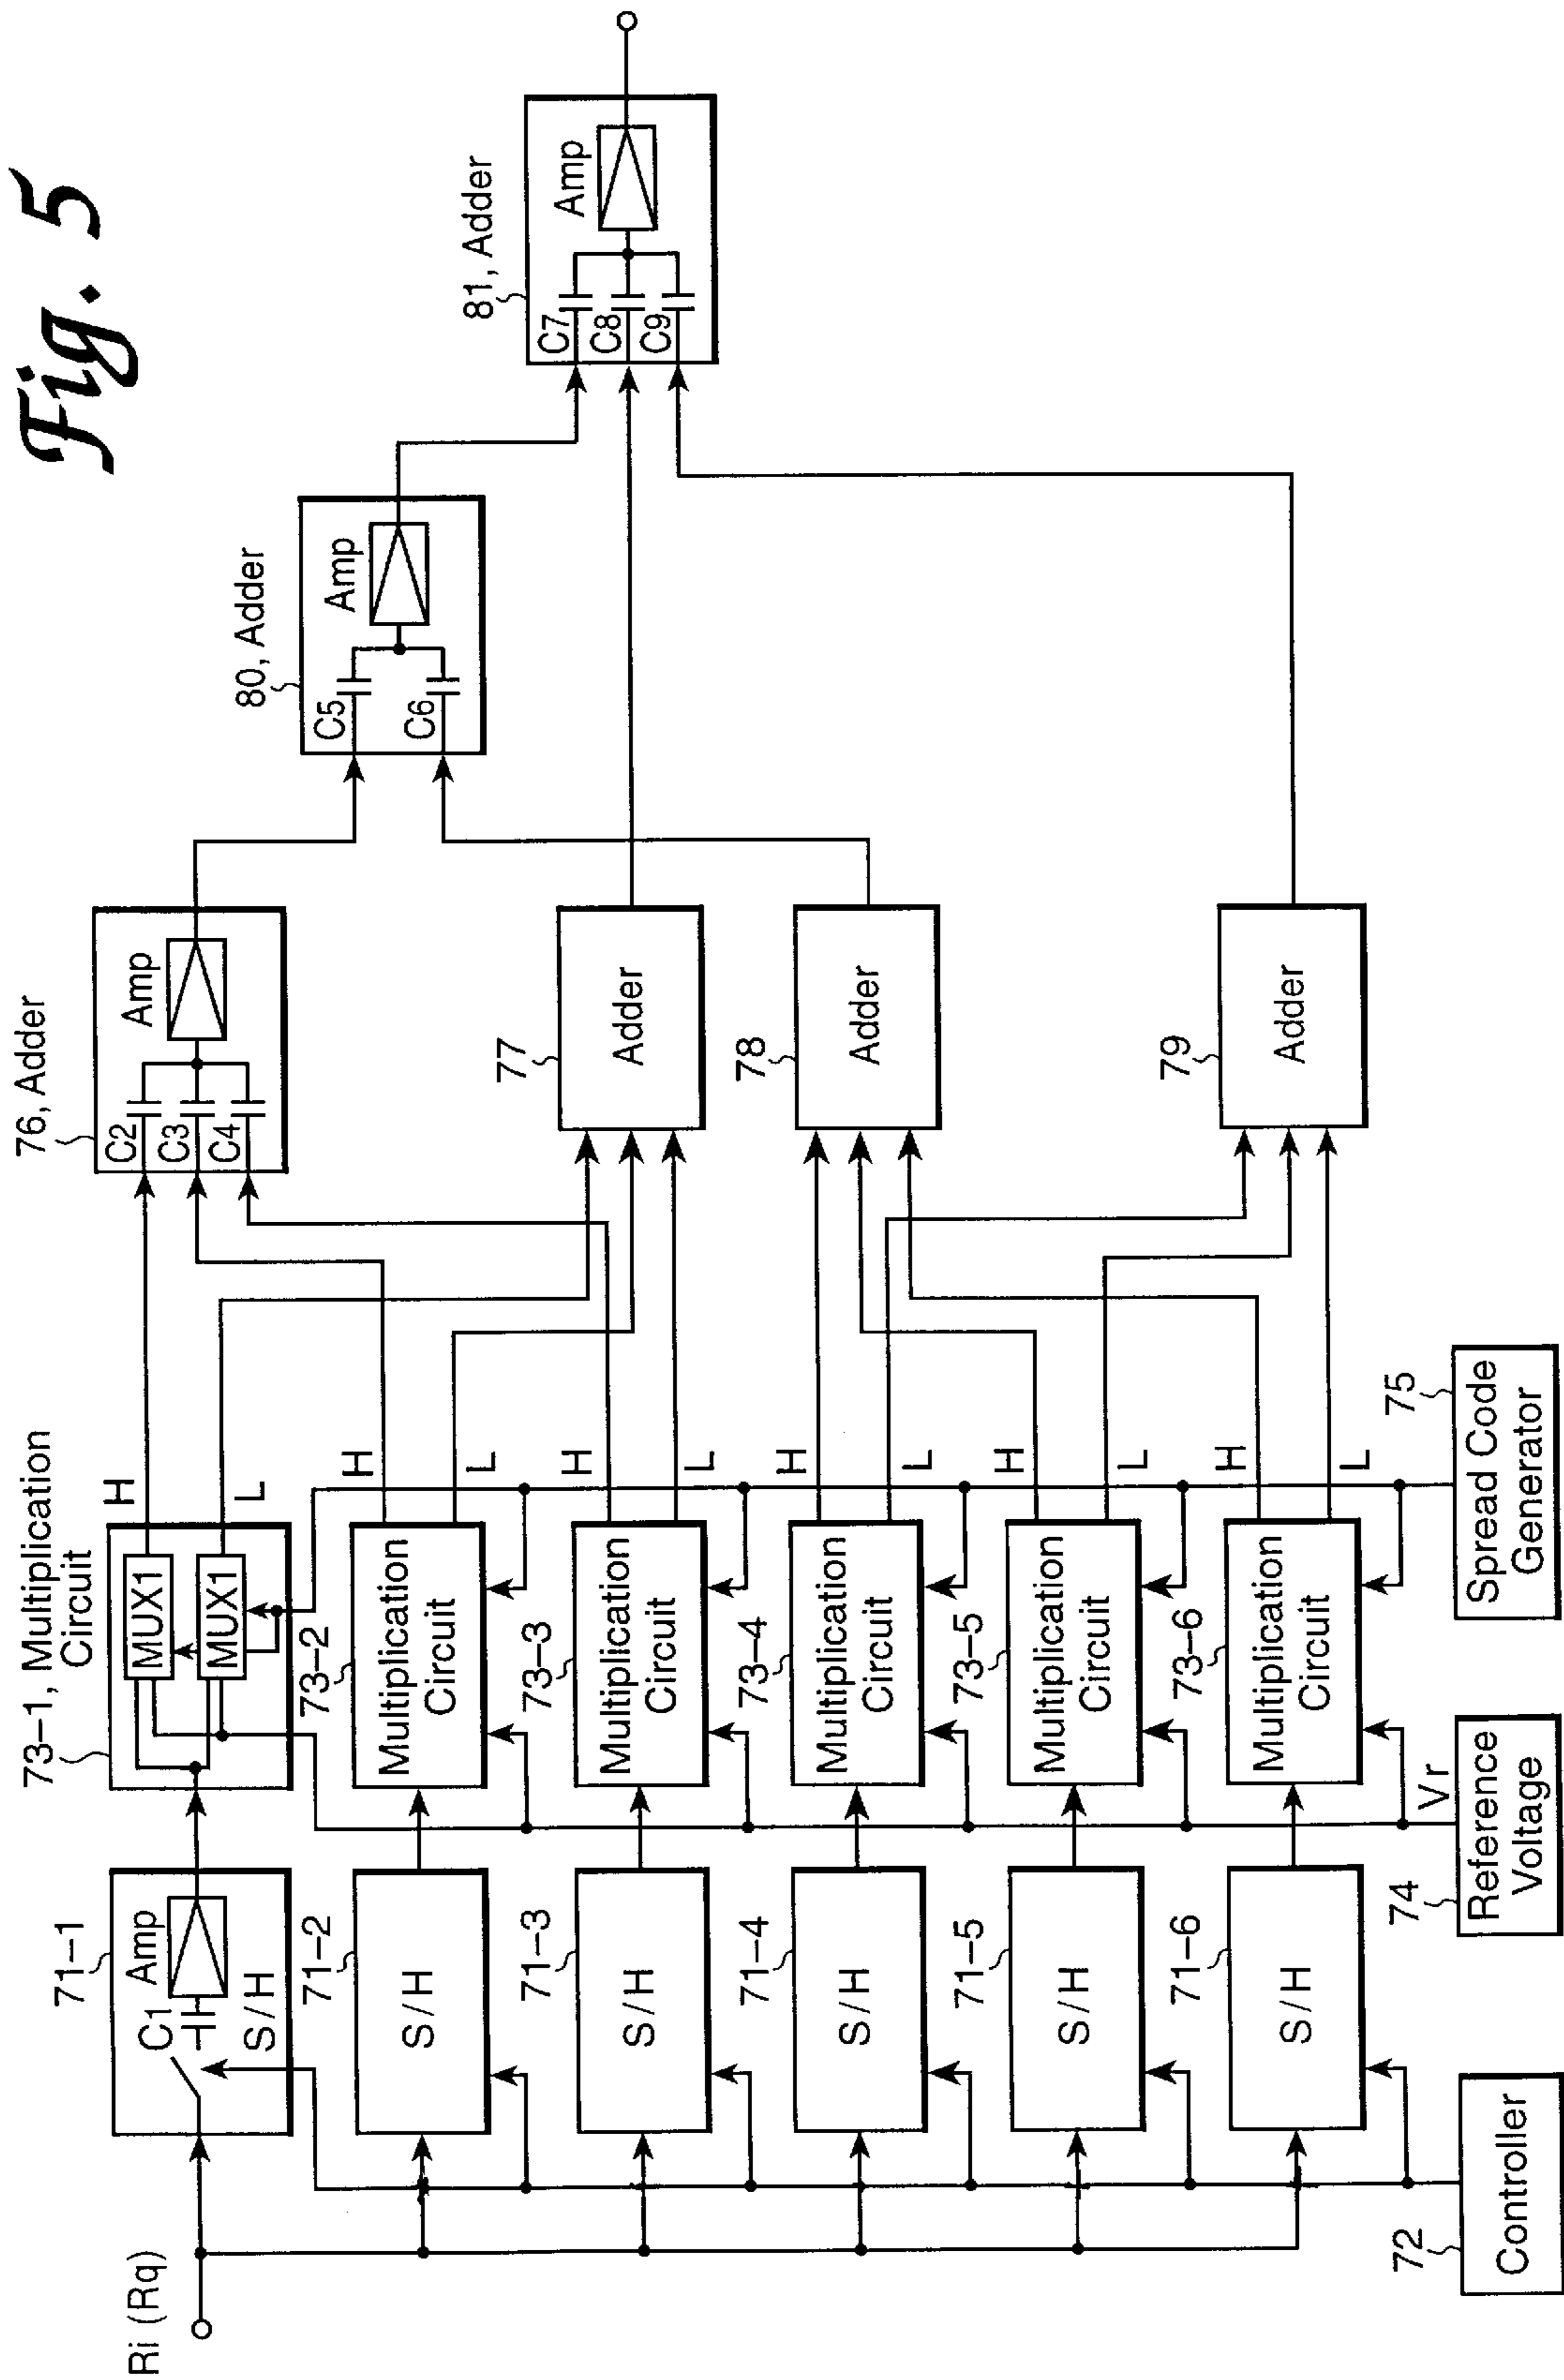 Fig. 5
Ri (Rq)
71–1
C1
Amp
S/H
71–2
S/H
71–3
S/H
71–4
S/H
71–5
S/H
71–6
S/H
72
Controller
73–1, Multiplication
Circuit
MUX1
MUX1
H
L
73–2
Multiplication
Circuit
H
L
73–3
Multiplication
Circuit
H
L
73–4
Multiplication
Circuit
H
L
73–5
Multiplication
Circuit
H
L
73–6
Multiplication
Circuit
H
L
Vr
74
Reference
Voltage
75
Spread Code
Generator
76, Adder
C2
C3
C4
Amp
77
Adder
78
Adder
79
Adder
80, Adder
C5
C6
Amp
81, Adder
C7
C8
C9
Amp